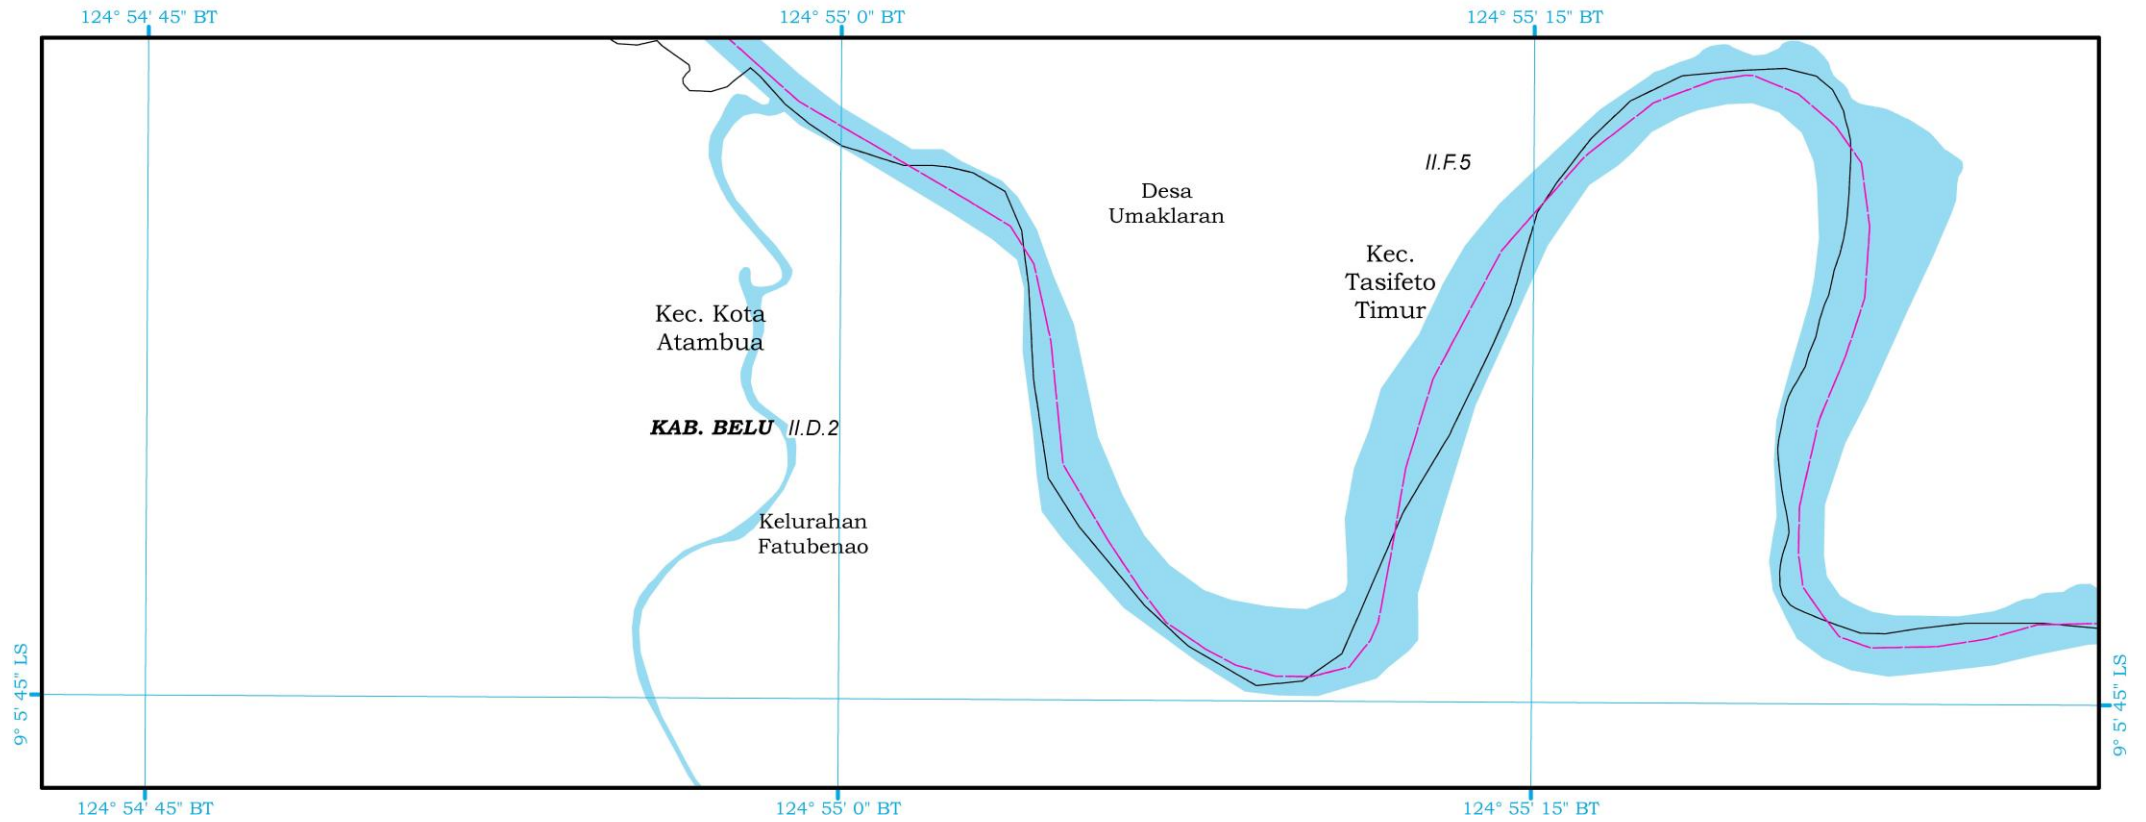 124° 54' 45" BT
124° 55' 0" BT
124° 55' 15" BT
II.F.5
Desa
Umaklaran
Kec.
Tasifeto
Timur
Kec. Kota
Atambua
KAB. BELU II.D.2
Kelurahan
Fatubenao
9° 5' 45" LS
9° 5' 45" LS
124° 54' 45" BT
124° 55' 0" BT
124° 55' 15" BT